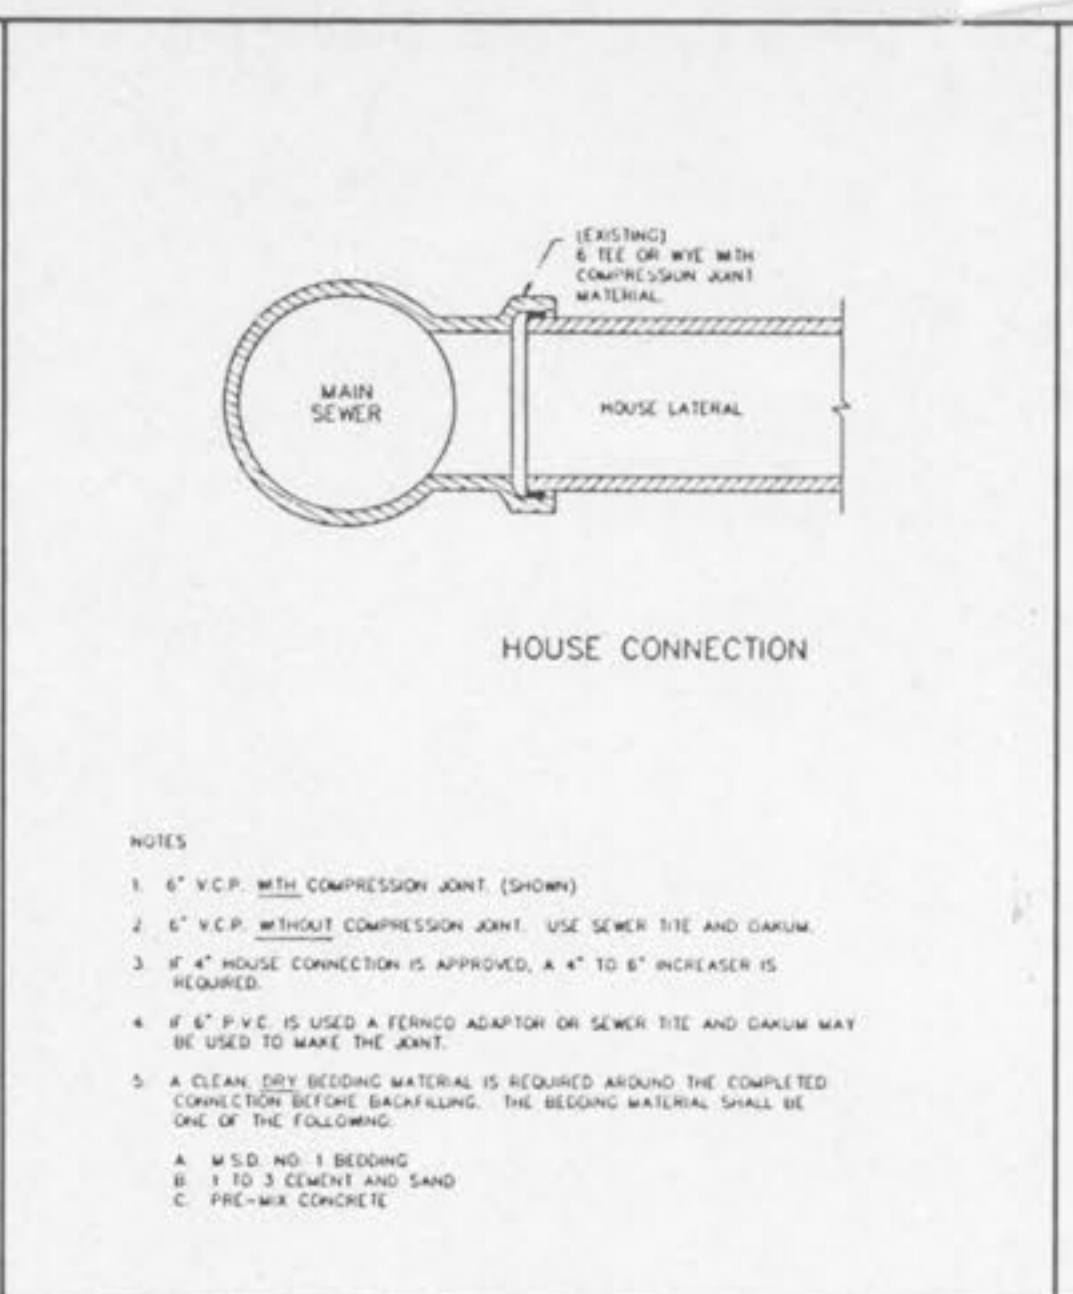 (EXISTING)
6 TEE OR WYE WITH
COMPRESSION JOINT
MATERIAL.
MAIN
SEWER
HOUSE LATERAL
HOUSE CONNECTION
NOTES
1. 6" V.C.P. WITH COMPRESSION JOINT. (SHOWN)
2. 6" V.C.P. WITHOUT COMPRESSION JOINT. USE SEWER TITE AND OAKUM.
3. IF 4" HOUSE CONNECTION IS APPROVED, A 4" TO 6" INCREASER IS
REQUIRED.
4. IF 6" P.V.C. IS USED A FERNCO ADAPTOR OR SEWER TITE AND OAKUM MAY
BE USED TO MAKE THE JOINT.
5. A CLEAN, DRY BEDDING MATERIAL IS REQUIRED AROUND THE COMPLETED
CONNECTION BEFORE BACKFILLING. THE BEDDING MATERIAL SHALL BE
ONE OF THE FOLLOWING:
A. M.S.D. NO. 1 BEDDING
B. 1 TO 3 CEMENT AND SAND
C. PRE-MIX CONCRETE